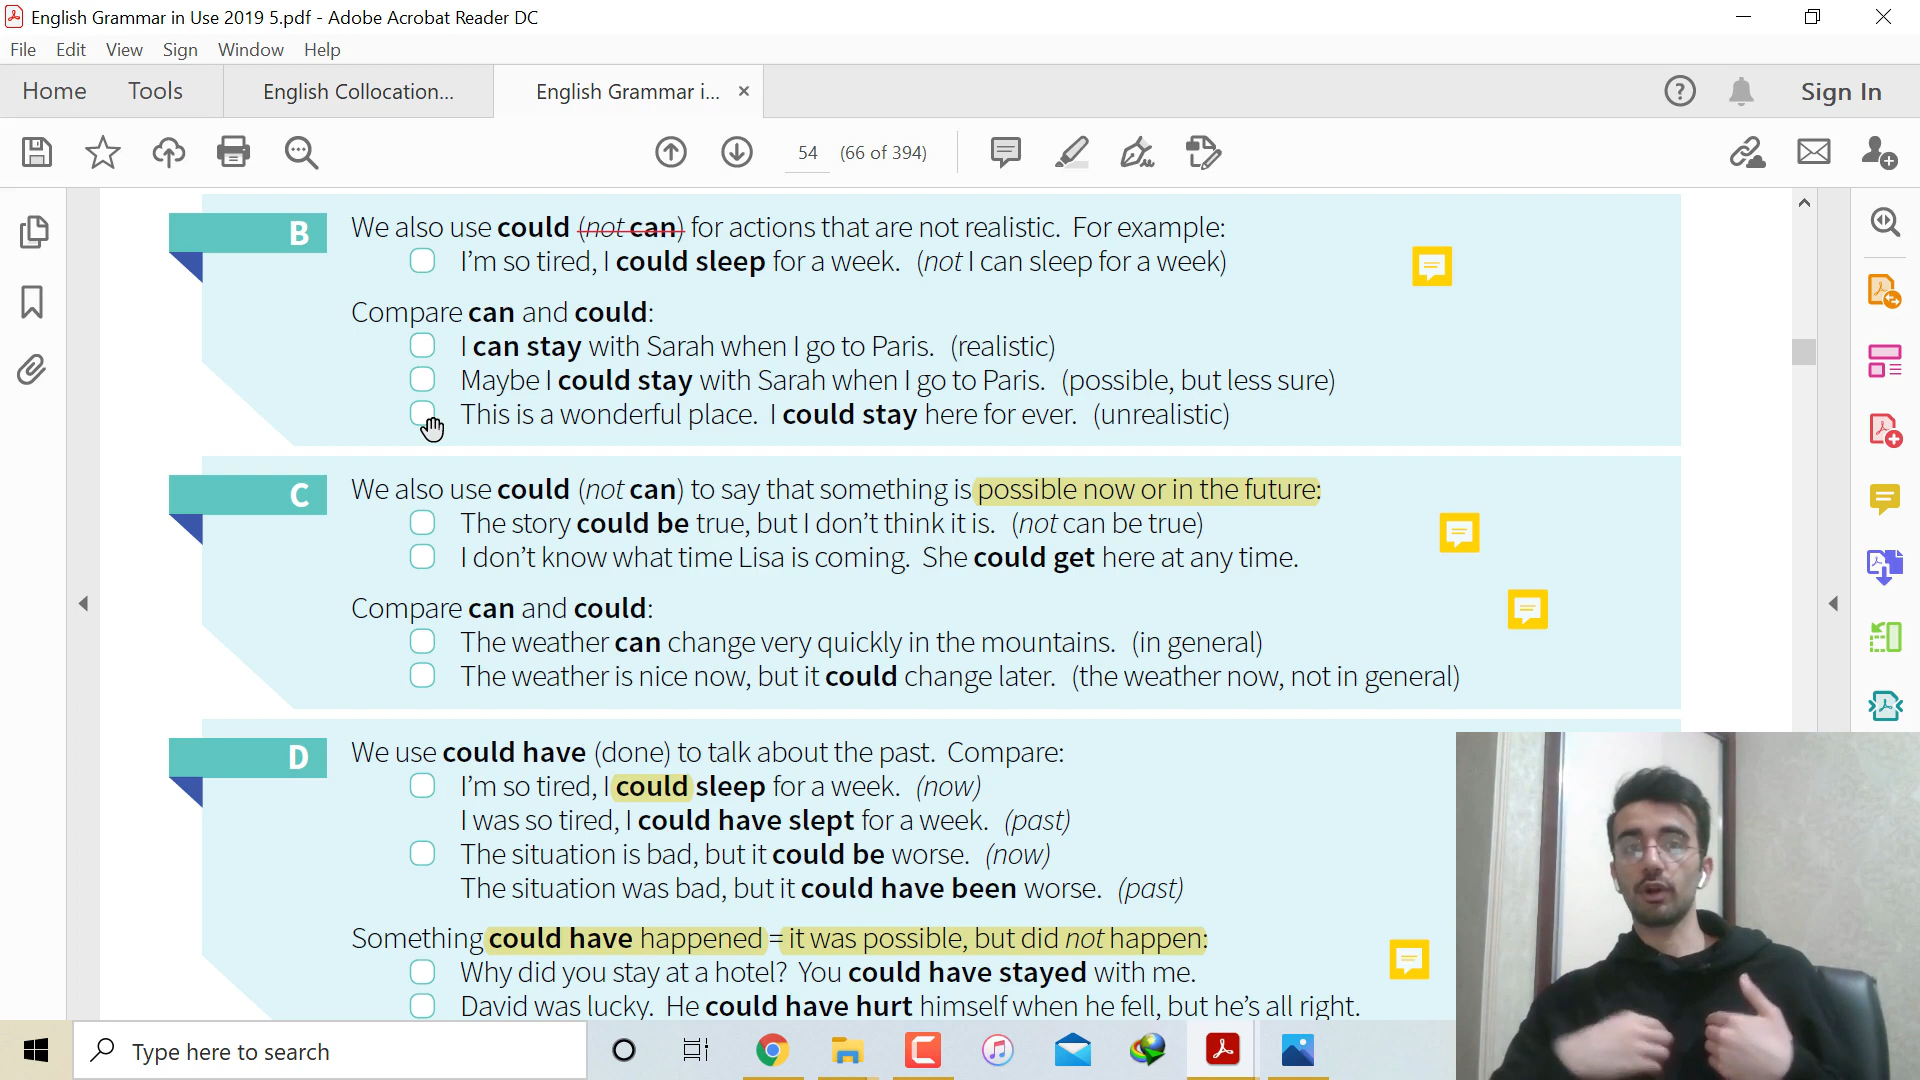 English Grammar in Use 2019 5.pdf - Adobe Acrobat Reader DC
File Edit View Sign Window Help
Home Tools English Collocation... English Grammar i... × ? Sign In
54 (66 of 394)
B We also use could (not can) for actions that are not realistic. For example:
I'm so tired, I could sleep for a week. (not I can sleep for a week)
Compare can and could:
I can stay with Sarah when I go to Paris. (realistic)
Maybe I could stay with Sarah when I go to Paris. (possible, but less sure)
This is a wonderful place. I could stay here for ever. (unrealistic)
C We also use could (not can) to say that something is possible now or in the future:
The story could be true, but I don't think it is. (not can be true)
I don't know what time Lisa is coming. She could get here at any time.
Compare can and could:
The weather can change very quickly in the mountains. (in general)
The weather is nice now, but it could change later. (the weather now, not in general)
D We use could have (done) to talk about the past. Compare:
I'm so tired, I could sleep for a week. (now)
I was so tired, I could have slept for a week. (past)
The situation is bad, but it could be worse. (now)
The situation was bad, but it could have been worse. (past)
Something could have happened = it was possible, but did not happen:
Why did you stay at a hotel? You could have stayed with me.
David was lucky. He could have hurt himself when he fell, but he's all right.
Type here to search